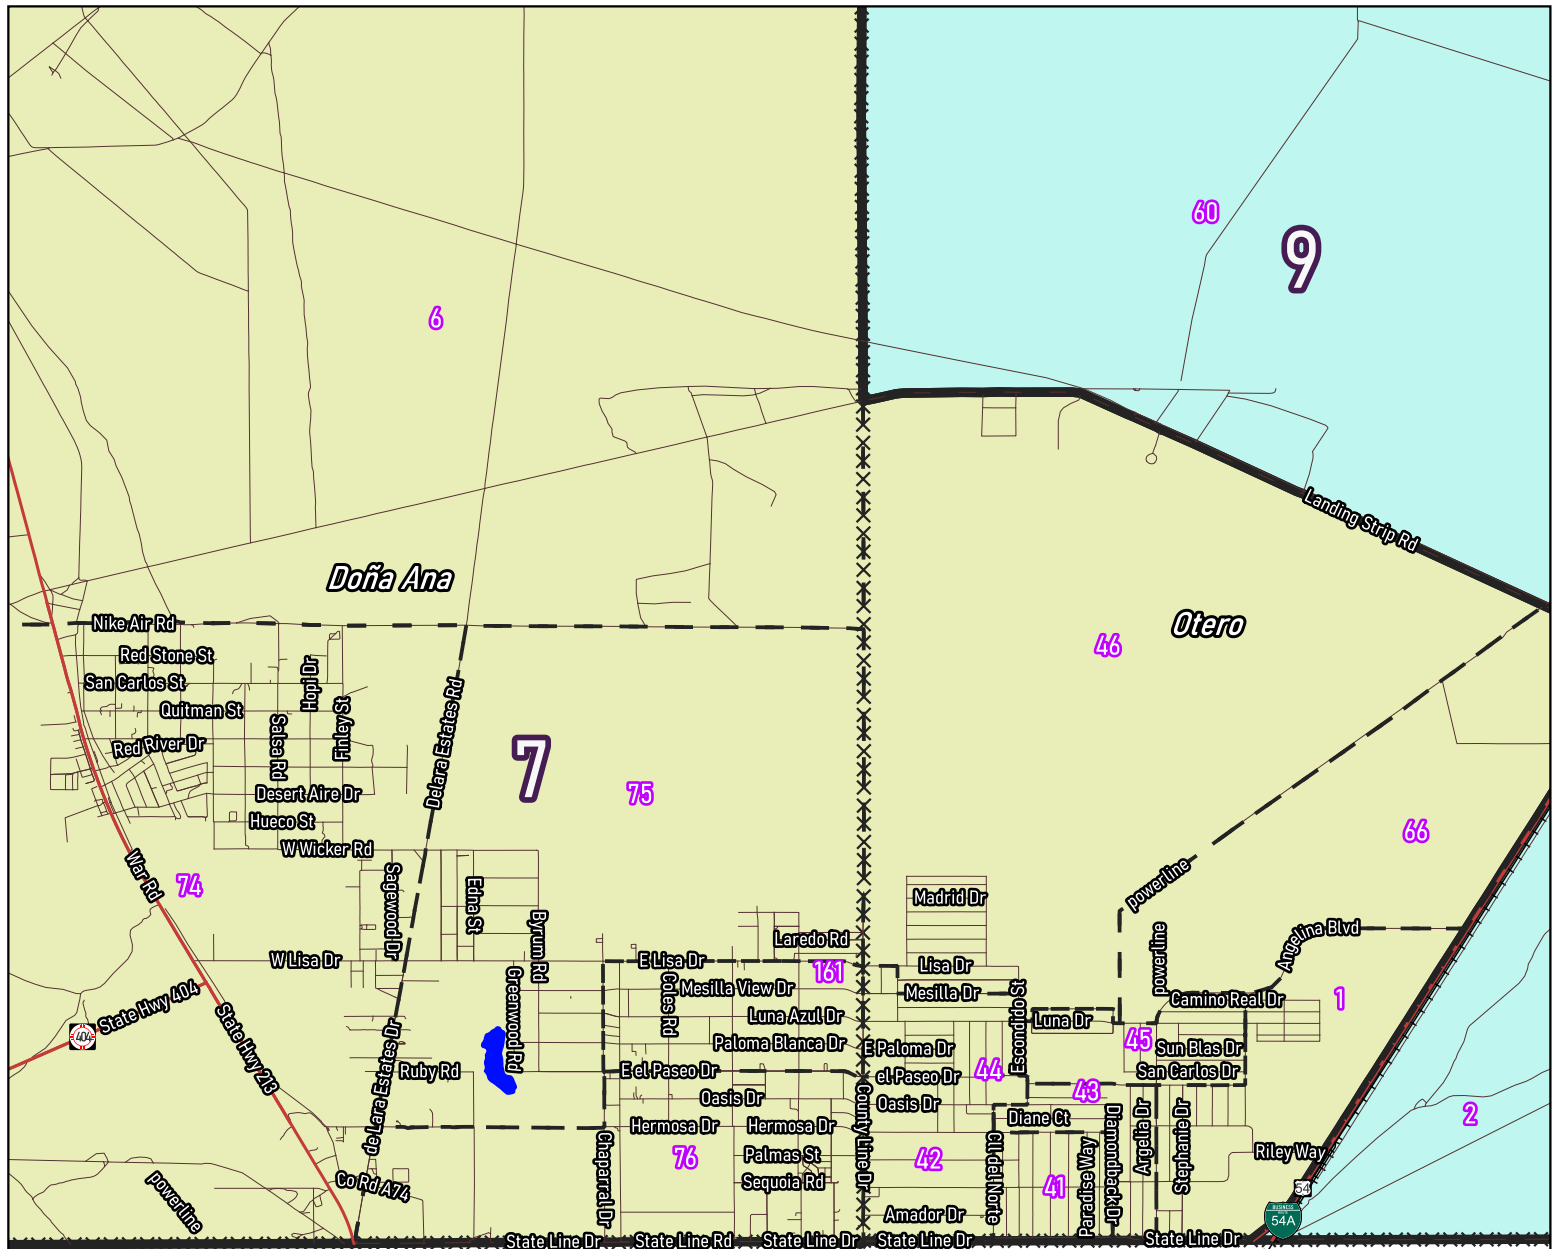 60
9
6
Landing Strip Rd
Doña Ana
Otero
46
Nike Air Rd
Red Stone St
San Carlos St
Hopi Dr
Quitman St
Finley St
Salsa Rd
Red River Dr
Delara Estates Rd
7
75
Desert Aire Dr
Hueco St
66
W Wicker Rd
War Rd
74
Sagewood Dr
Edna St
powerline
Madrid Dr
Byrum Rd
Laredo Rd
powerline
Angelina Blvd
W Lisa Dr
E Lisa Dr
161
Lisa Dr
Greenwood Rd
Coles Rd
Mesilla View Dr
Mesilla Dr
Escondido St
Camino Real Dr
1
State Hwy 404
404
State Hwy 213
Luna Azul Dr
Luna Dr
Paloma Blanca Dr
E Paloma Dr
45
Sun Blas Dr
de Lara Estates Dr
Ruby Rd
E el Paseo Dr
el Paseo Dr
44
San Carlos Dr
43
Oasis Dr
Oasis Dr
County Line Dr
Diane Ct
Hermosa Dr
Hermosa Dr
Diamondback Dr
Argelia Dr
Stephanie Dr
2
Chaparral Dr
76
Palmas St
42
Cll del Norte
Paradise Way
Riley Way
Sequoia Rd
41
Co Rd A74
powerline
Amador Dr
54
BUSINESS
54A
State Line Dr
State Line Rd
State Line Dr
State Line Dr
State Line Dr